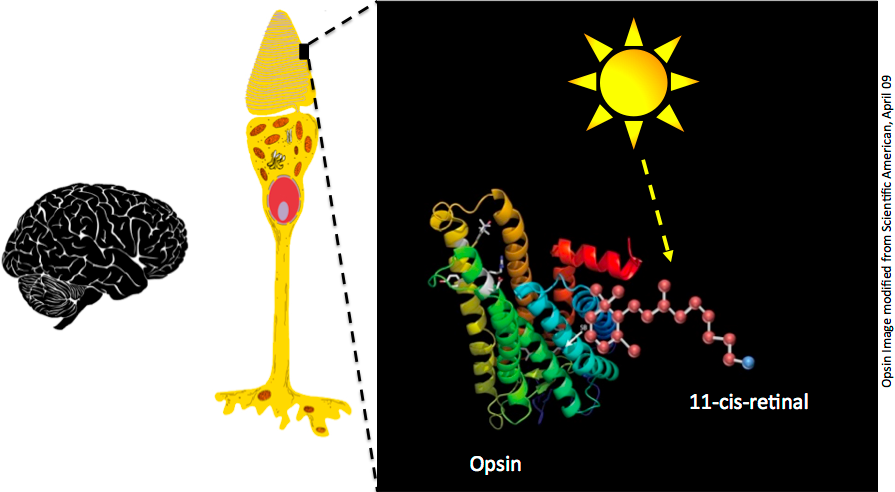 11-cis-retinal
Opsin
Opsin Image modified from Scientific American, April 09